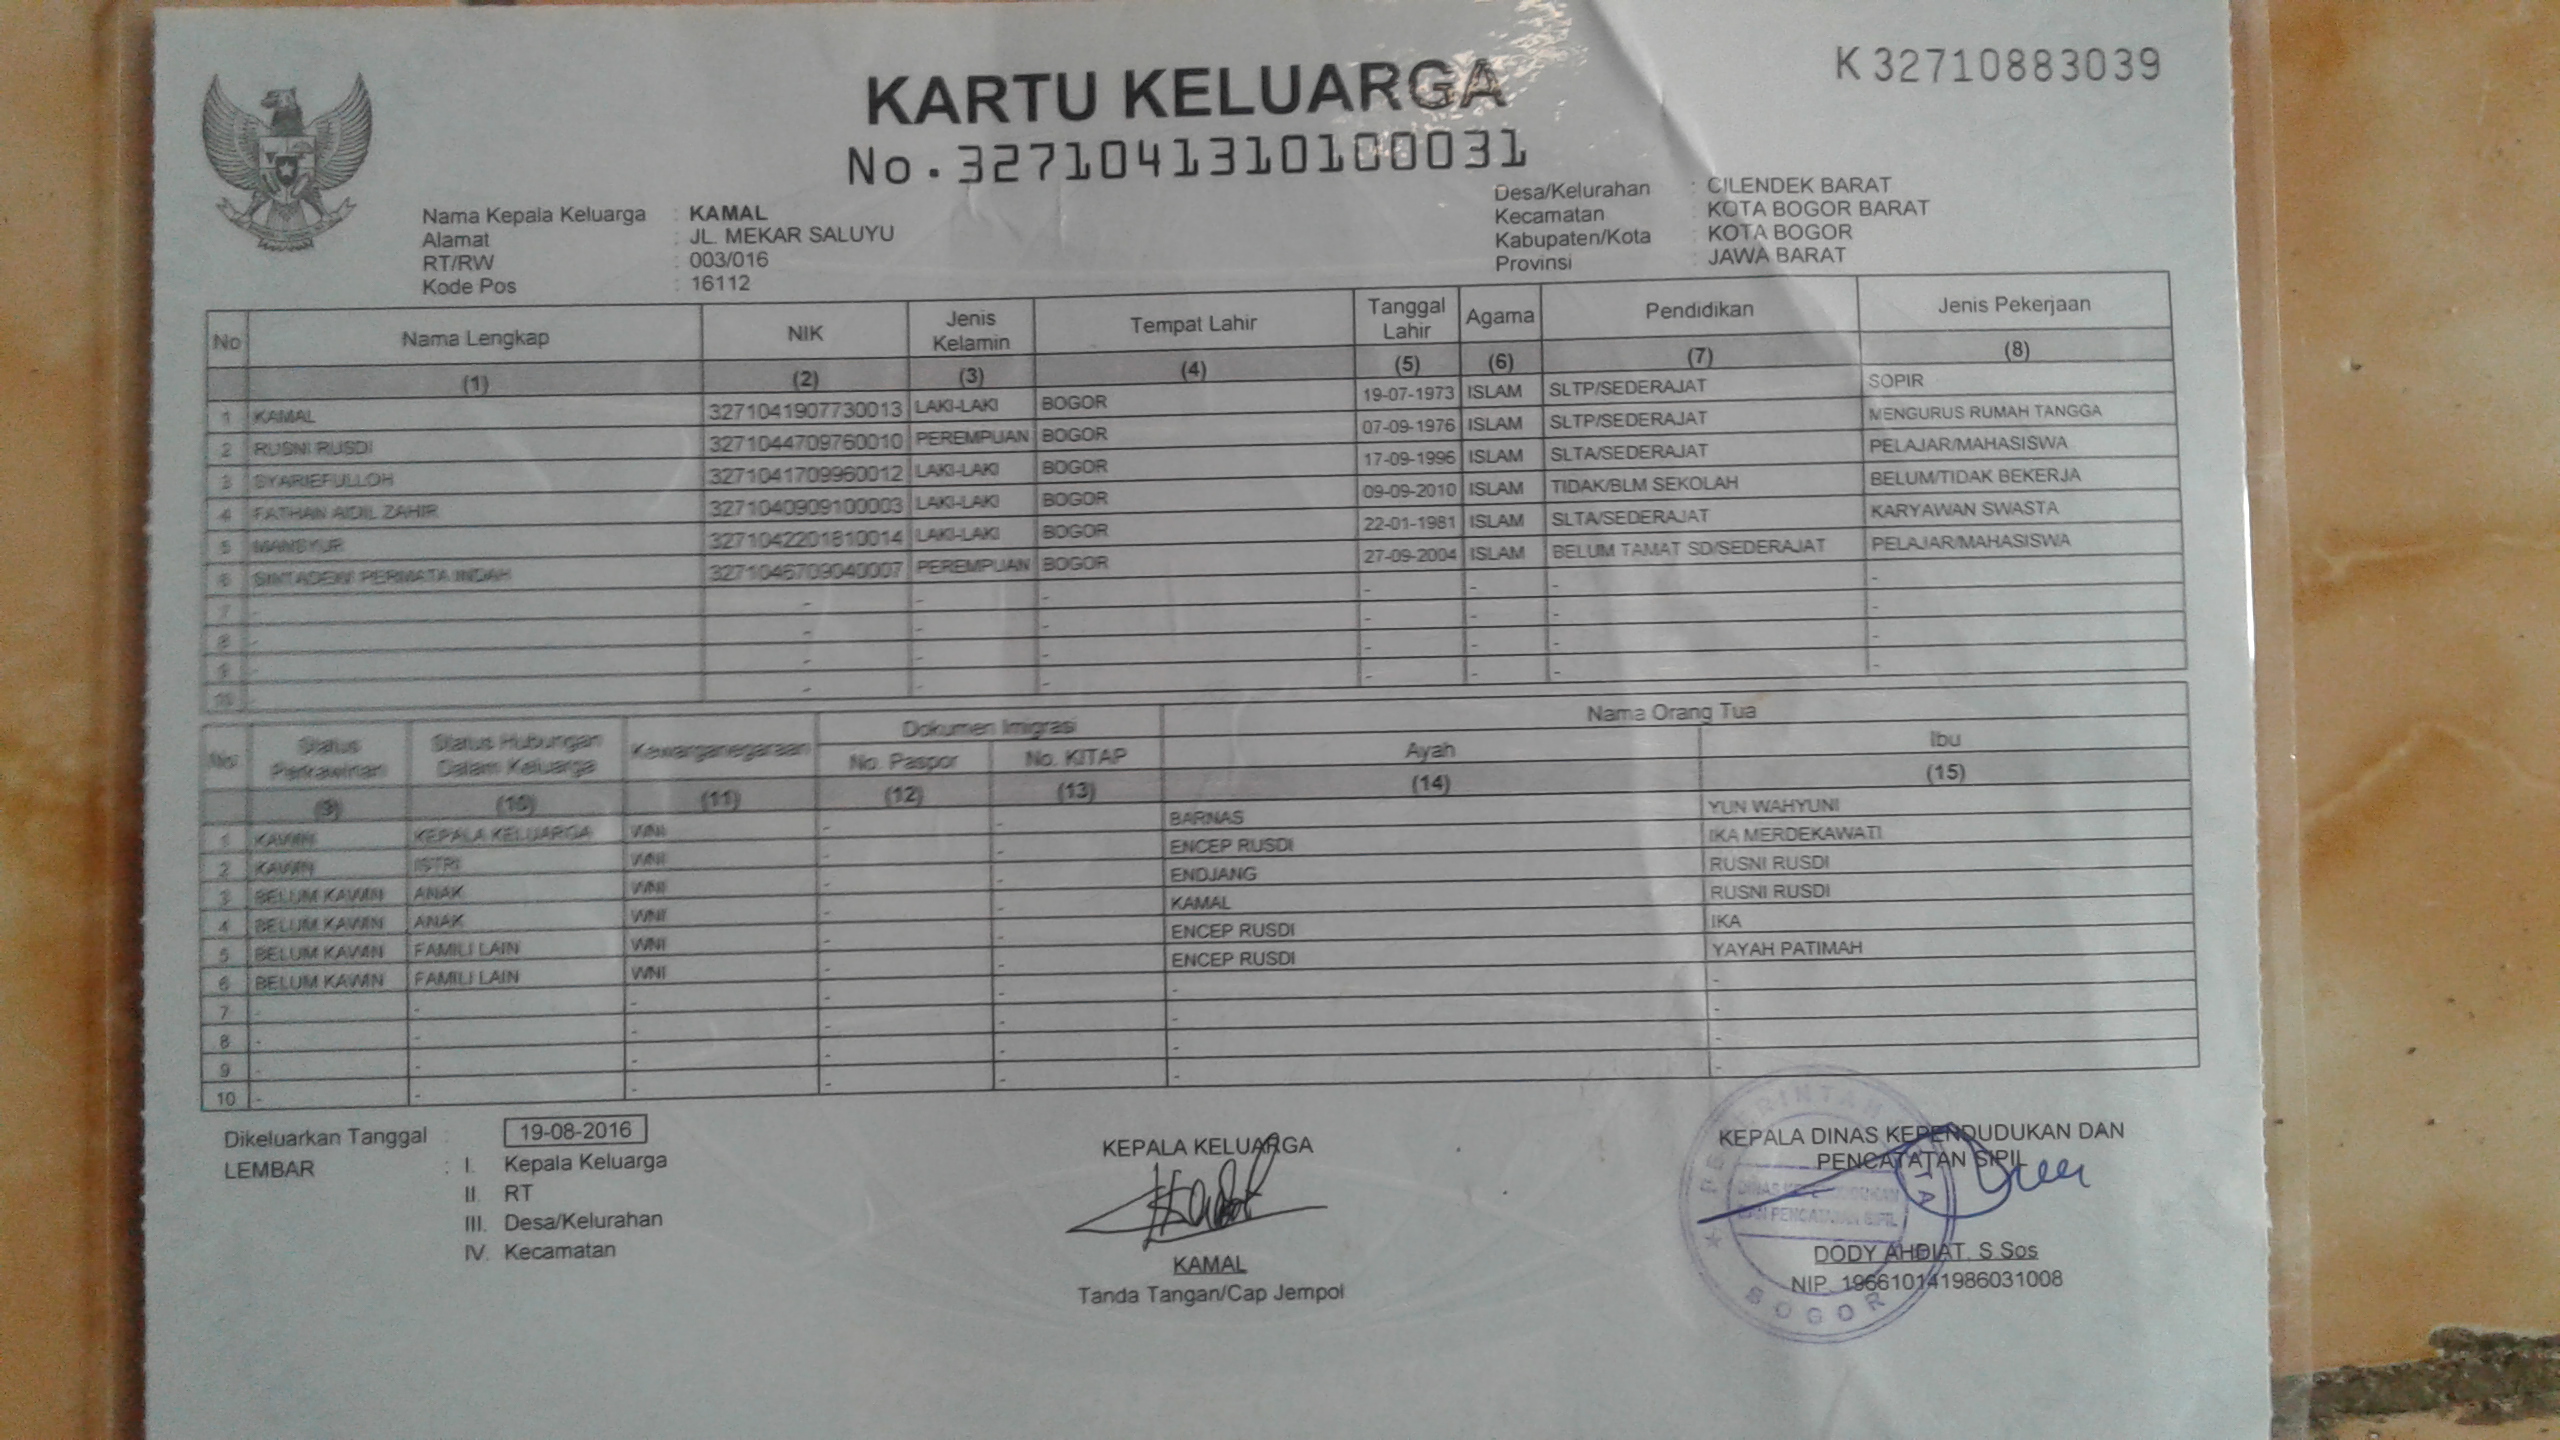 K 32710883039
KARTU KELUARGA
No. 3271041310100031
Nama Kepala Keluarga : KAMAL
Alamat : JL. MEKAR SALUYU
RT/RW : 003/016
Kode Pos : 16112
Desa/Kelurahan : CILENDEK BARAT
Kecamatan : KOTA BOGOR BARAT
Kabupaten/Kota : KOTA BOGOR
Provinsi : JAWA BARAT
No Nama Lengkap NIK Jenis Kelamin Tempat Lahir Tanggal Lahir Agama Pendidikan Jenis Pekerjaan
(1) (2) (3) (4) (5) (6) (7) (8)
1 KAMAL 3271041907730013 LAKI-LAKI BOGOR 19-07-1973 ISLAM SLTP/SEDERAJAT SOPIR
2 RUSNI RUSDI 3271044709760010 PEREMPUAN BOGOR 07-09-1976 ISLAM SLTP/SEDERAJAT MENGURUS RUMAH TANGGA
3 SYARIEFULLOH 3271041709960012 LAKI-LAKI BOGOR 17-09-1996 ISLAM SLTA/SEDERAJAT PELAJAR/MAHASISWA
4 FATHAN AIDIL ZAHIR 3271040909100003 LAKI-LAKI BOGOR 09-09-2010 ISLAM TIDAK/BLM SEKOLAH BELUM/TIDAK BEKERJA
5 MANSYUR 3271042201810014 LAKI-LAKI BOGOR 22-01-1981 ISLAM SLTA/SEDERAJAT KARYAWAN SWASTA
6 SINTADEWI PERMATA INDAH 3271046709040007 PEREMPUAN BOGOR 27-09-2004 ISLAM BELUM TAMAT SD/SEDERAJAT PELAJAR/MAHASISWA
7 - - - - - - - -
8 - - - - - - - -
9 - - - - - - - -
10 - - - - - - - -
No Status Perkawinan Status Hubungan Dalam Keluarga Kewarganegaraan Dokumen Imigrasi Nama Orang Tua
No. Paspor No. KITAP Ayah Ibu
(9) (10) (11) (12) (13) (14) (15)
1 KAWIN KEPALA KELUARGA WNI - - BARNAS YUN WAHYUNI
2 KAWIN ISTRI WNI - - ENCEP RUSDI IKA MERDEKAWATI
3 BELUM KAWIN ANAK WNI - - ENDJANG RUSNI RUSDI
4 BELUM KAWIN ANAK WNI - - KAMAL RUSNI RUSDI
5 BELUM KAWIN FAMILI LAIN WNI - - ENCEP RUSDI IKA
6 BELUM KAWIN FAMILI LAIN WNI - - ENCEP RUSDI YAYAH PATIMAH
7 - - - - - - -
8 - - - - - - -
9 - - - - - - -
10 - - - - - - -
Dikeluarkan Tanggal : 19-08-2016
LEMBAR : I. Kepala Keluarga
II. RT
III. Desa/Kelurahan
IV. Kecamatan
KEPALA KELUARGA
KAMAL
Tanda Tangan/Cap Jempol
KEPALA DINAS KEPENDUDUKAN DAN
PENCATATAN SIPIL
DODY AHDIAT. S.Sos
NIP. 196610141986031008
PEMERINTAH KOTA
DINAS KEPENDUDUKAN
DAN PENCATATAN SIPIL
BOGOR